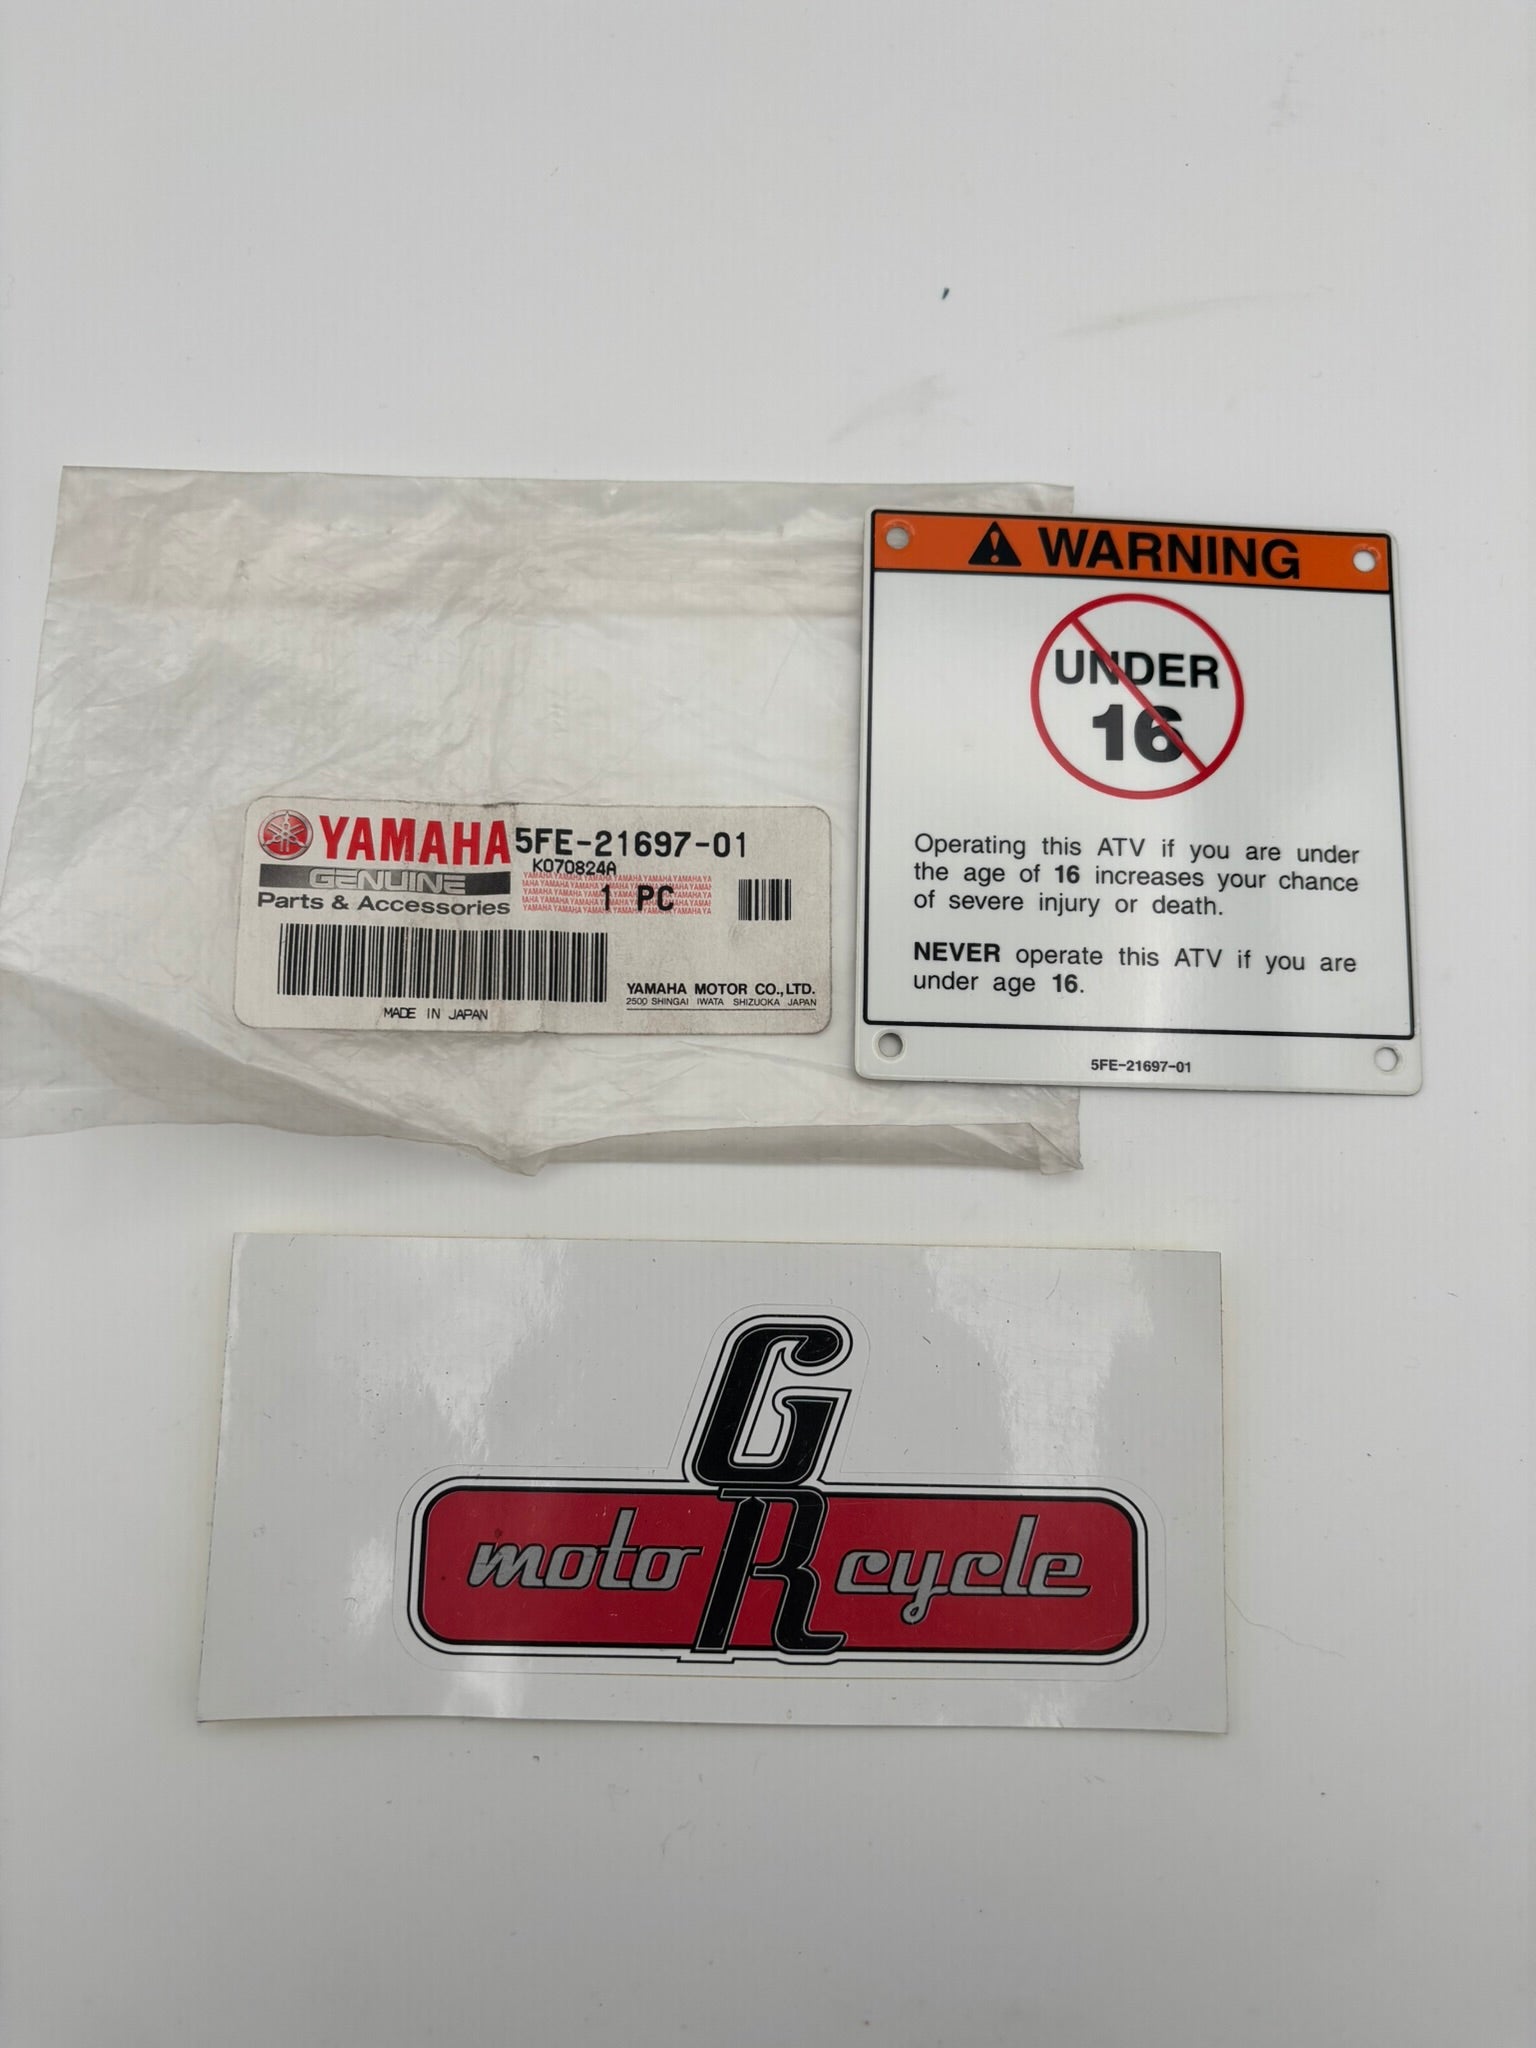 YAMAHA
GENUINE
Parts & Accessories
5FE-21697-01
K070824A
1 PC
MADE IN JAPAN
YAMAHA MOTOR CO.,LTD.
2500 SHINGAI IWATA SHIZUOKA JAPAN
WARNING
UNDER
16
Operating this ATV if you are under
the age of 16 increases your chance
of severe injury or death.
NEVER operate this ATV if you are
under age 16.
5FE-21697-01
G
moto R cycle